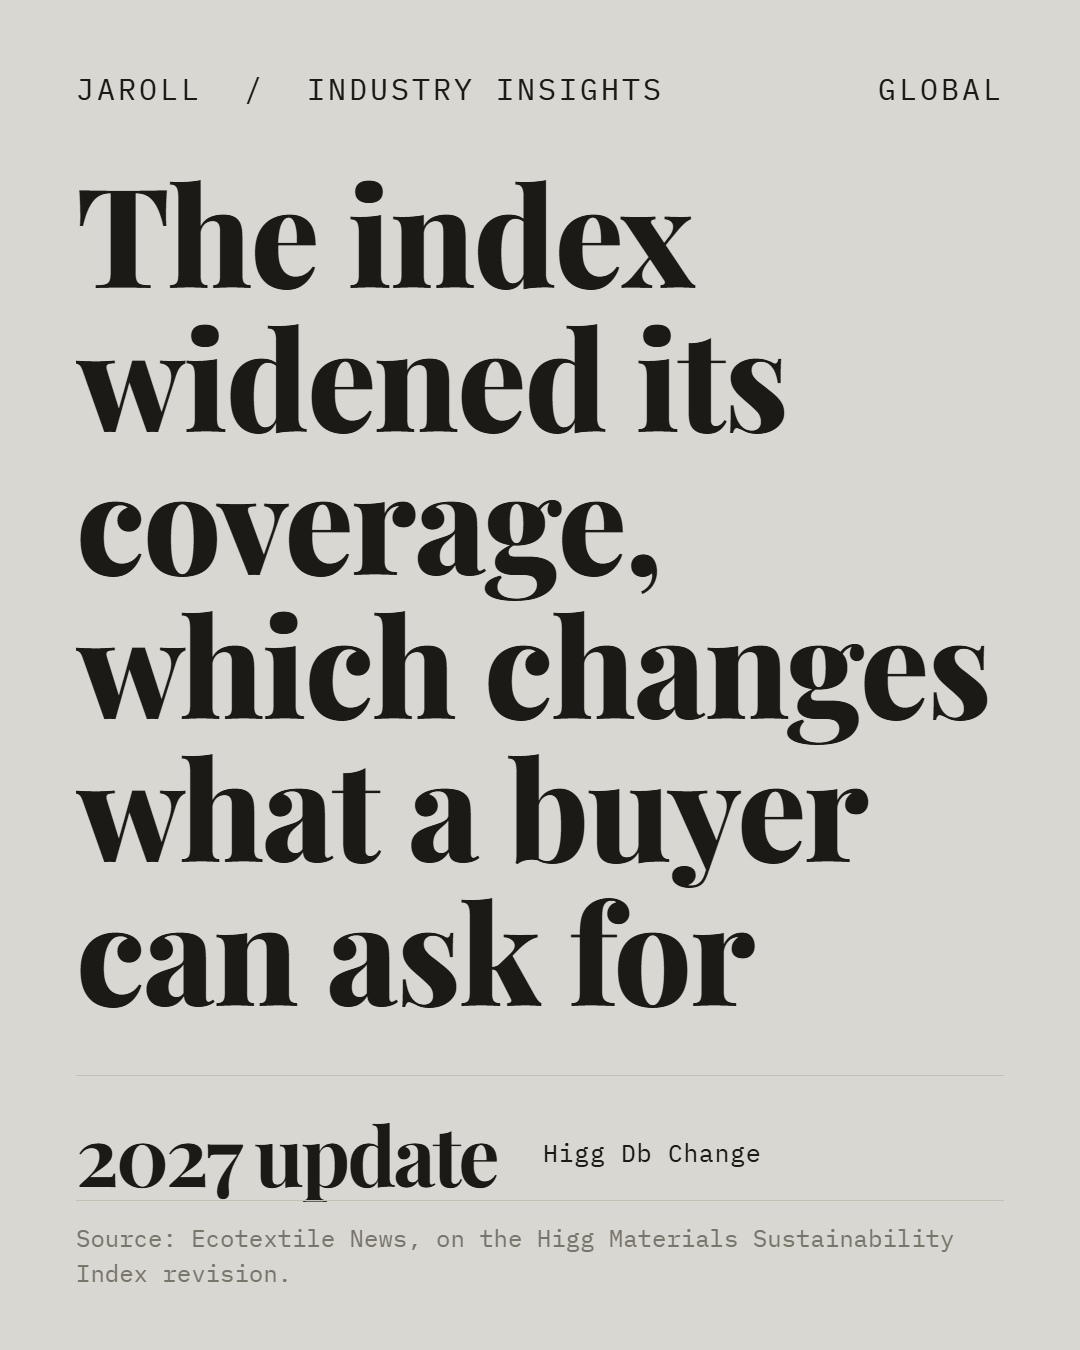 JAROLL / INDUSTRY INSIGHTS GLOBAL
The index
widened its
coverage,
which changes
what a buyer
can ask for
2027 update Higg Db Change
Source: Ecotextile News, on the Higg Materials Sustainability
Index revision.